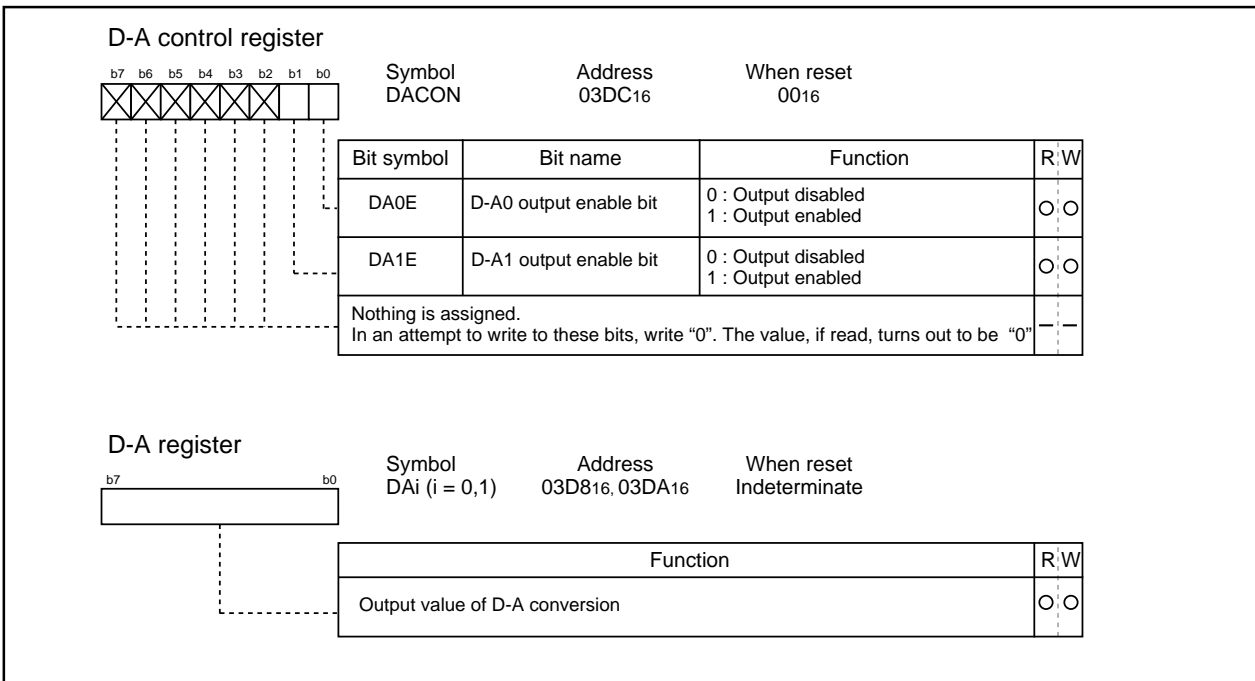 D-A control register
b7 b6 b5 b4 b3 b2 b1 b0
Symbol Address When reset
DACON 03DC16 0016
Bit symbol Bit name Function R W
DA0E D-A0 output enable bit 0 : Output disabled
1 : Output enabled
DA1E D-A1 output enable bit 0 : Output disabled
1 : Output enabled
Nothing is assigned.
In an attempt to write to these bits, write “0”. The value, if read, turns out to be “0”
D-A register
b7 b0
Symbol Address When reset
DAi (i = 0,1) 03D816, 03DA16 Indeterminate
Function R W
Output value of D-A conversion